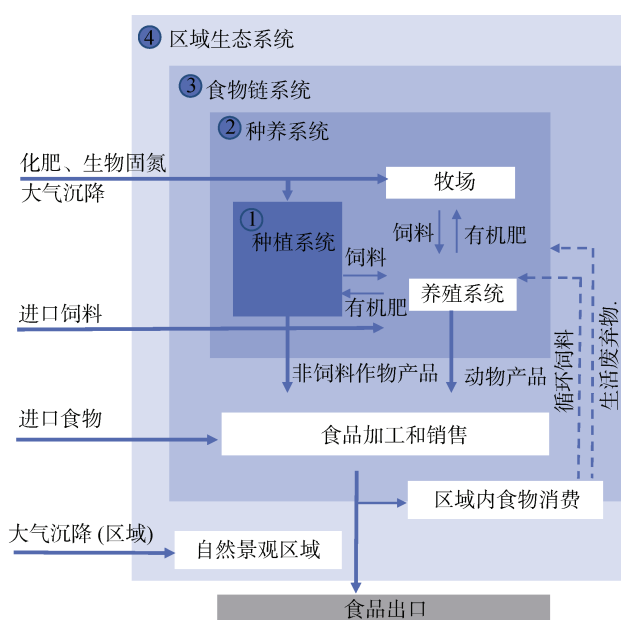 ④ 区域生态系统
③ 食物链系统
② 种养系统
化肥、生物固氮
大气沉降
牧场
①
种植系统
饲料
有机肥
饲料
有机肥
养殖系统
进口饲料
非饲料作物产品
动物产品
循环饲料
生活废弃物.
进口食物
食品加工和销售
区域内食物消费
大气沉降 (区域)
自然景观区域
食品出口